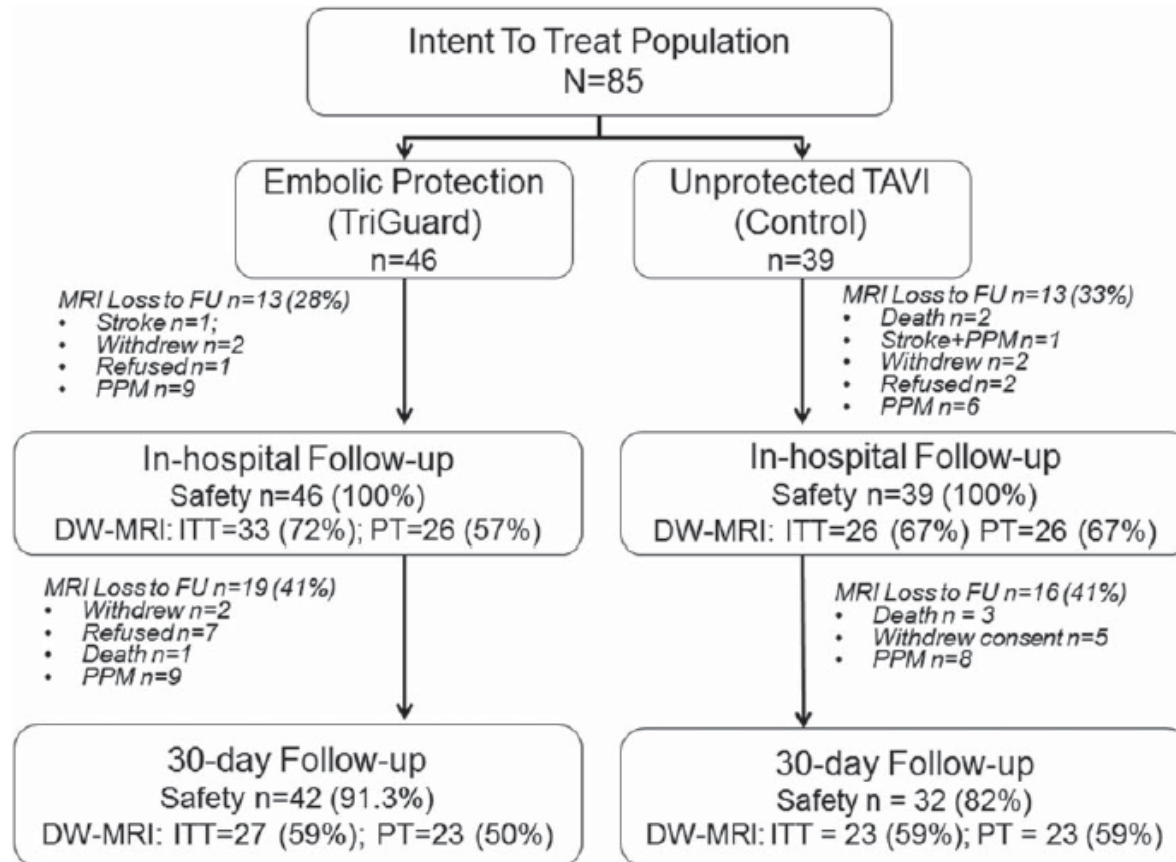 Intent To Treat Population
N=85
Embolic Protection
(TriGuard)
n=46
Unprotected TAVI
(Control)
n=39
MRI Loss to FU n=13 (28%)
• Stroke n=1;
• Withdrew n=2
• Refused n=1
• PPM n=9
MRI Loss to FU n=13 (33%)
• Death n=2
• Stroke+PPM n=1
• Withdrew n=2
• Refused n=2
• PPM n=6
In-hospital Follow-up
Safety n=46 (100%)
DW-MRI: ITT=33 (72%); PT=26 (57%)
In-hospital Follow-up
Safety n=39 (100%)
DW-MRI: ITT=26 (67%) PT=26 (67%)
MRI Loss to FU n=19 (41%)
• Withdrew n=2
• Refused n=7
• Death n=1
• PPM n=9
MRI Loss to FU n=16 (41%)
• Death n = 3
• Withdrew consent n=5
• PPM n=8
30-day Follow-up
Safety n=42 (91.3%)
DW-MRI: ITT=27 (59%); PT=23 (50%)
30-day Follow-up
Safety n = 32 (82%)
DW-MRI: ITT = 23 (59%); PT = 23 (59%)